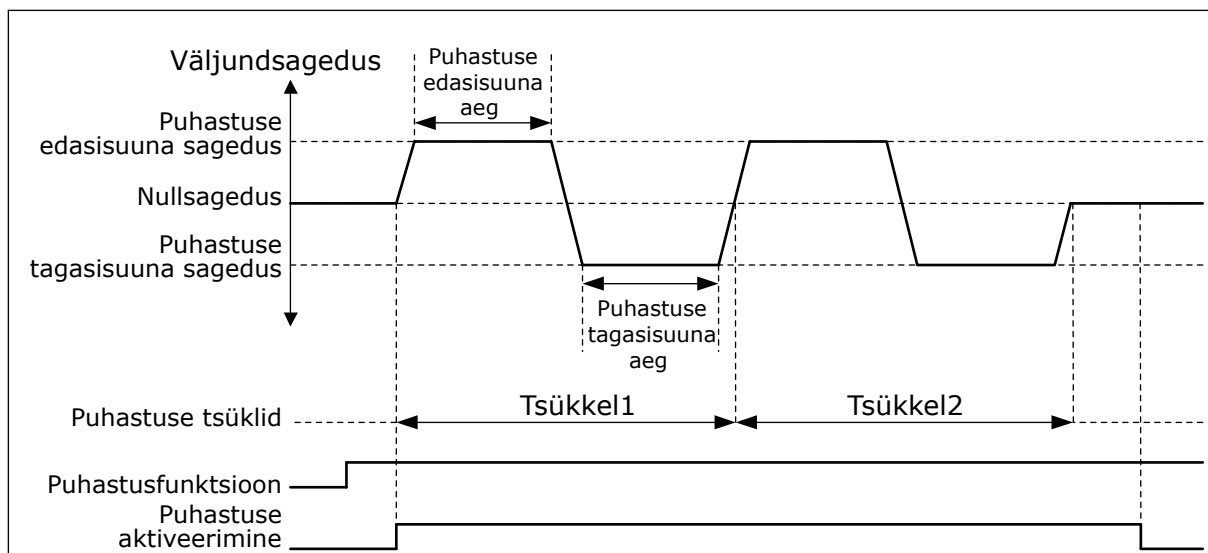 Väljundsagedus
Puhastuse
edasisuuna
aeg
Puhastuse
edasisuuna sagedus
Nullsagedus
Puhastuse
tagasisuuna sagedus
Puhastuse
tagasisuuna
aeg
Puhastuse tsüklid
Tsükkel1
Tsükkel2
Puhastusfunktsioon
Puhastuse
aktiveerimine